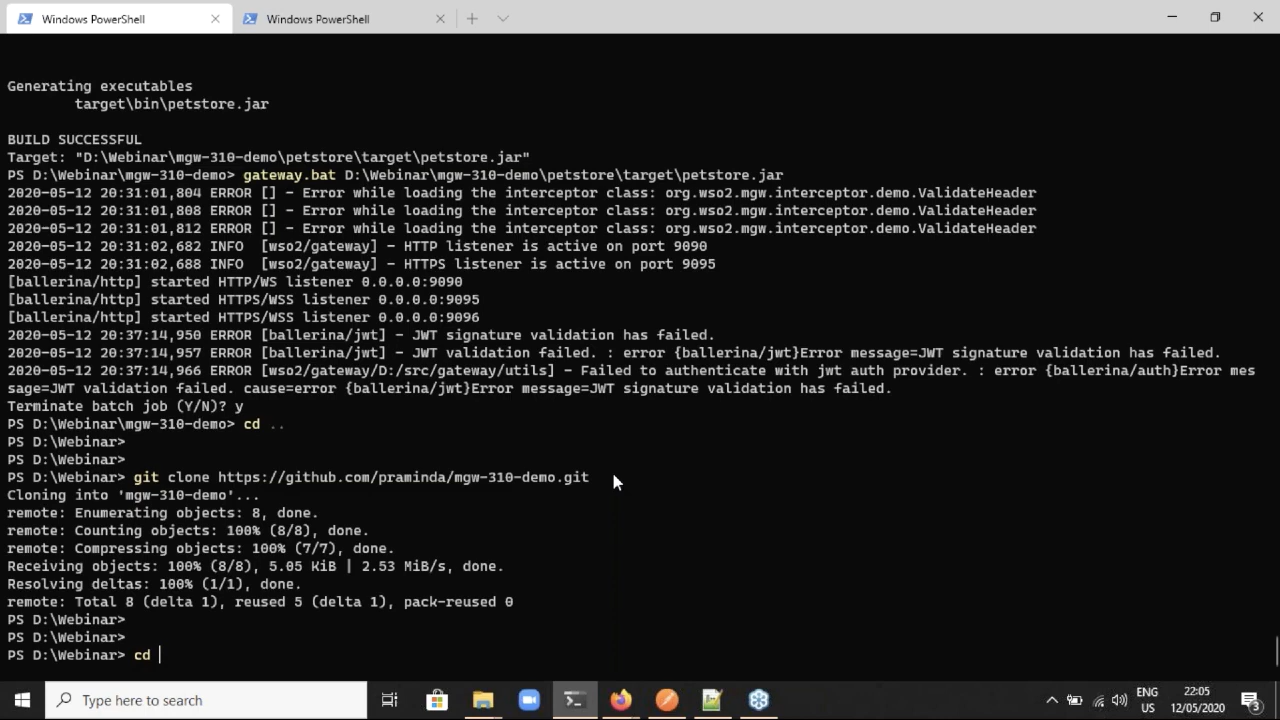 Windows PowerShell
Windows PowerShell
Generating executables
target\bin\petstore.jar
BUILD SUCCESSFUL
Target: "D:\Webinar\mgw-310-demo\petstore\target\petstore.jar"
PS D:\Webinar\mgw-310-demo> gateway.bat D:\Webinar\mgw-310-demo\petstore\target\petstore.jar
2020-05-12 20:31:01,804 ERROR [] - Error while loading the interceptor class: org.wso2.mgw.interceptor.demo.ValidateHeader
2020-05-12 20:31:01,808 ERROR [] - Error while loading the interceptor class: org.wso2.mgw.interceptor.demo.ValidateHeader
2020-05-12 20:31:01,812 ERROR [] - Error while loading the interceptor class: org.wso2.mgw.interceptor.demo.ValidateHeader
2020-05-12 20:31:02,682 INFO  [wso2/gateway] - HTTP listener is active on port 9090
2020-05-12 20:31:02,688 INFO  [wso2/gateway] - HTTPS listener is active on port 9095
[ballerina/http] started HTTP/WS listener 0.0.0.0:9090
[ballerina/http] started HTTPS/WSS listener 0.0.0.0:9095
[ballerina/http] started HTTPS/WSS listener 0.0.0.0:9096
2020-05-12 20:37:14,950 ERROR [ballerina/jwt] - JWT signature validation has failed.
2020-05-12 20:37:14,957 ERROR [ballerina/jwt] - JWT validation failed. : error {ballerina/jwt}Error message=JWT signature validation has failed.
2020-05-12 20:37:14,966 ERROR [wso2/gateway/D:/src/gateway/utils] - Failed to authenticate with jwt auth provider. : error {ballerina/auth}Error mes
sage=JWT validation failed. cause=error {ballerina/jwt}Error message=JWT signature validation has failed.
Terminate batch job (Y/N)? y
PS D:\Webinar\mgw-310-demo> cd ..
PS D:\Webinar>
PS D:\Webinar>
PS D:\Webinar> git clone https://github.com/praminda/mgw-310-demo.git
Cloning into 'mgw-310-demo'...
remote: Enumerating objects: 8, done.
remote: Counting objects: 100% (8/8), done.
remote: Compressing objects: 100% (7/7), done.
Receiving objects: 100% (8/8), 5.05 KiB | 2.53 MiB/s, done.
Resolving deltas: 100% (1/1), done.
remote: Total 8 (delta 1), reused 5 (delta 1), pack-reused 0
PS D:\Webinar>
PS D:\Webinar>
PS D:\Webinar> cd
Type here to search
ENG
US
22:05
12/05/2020
3